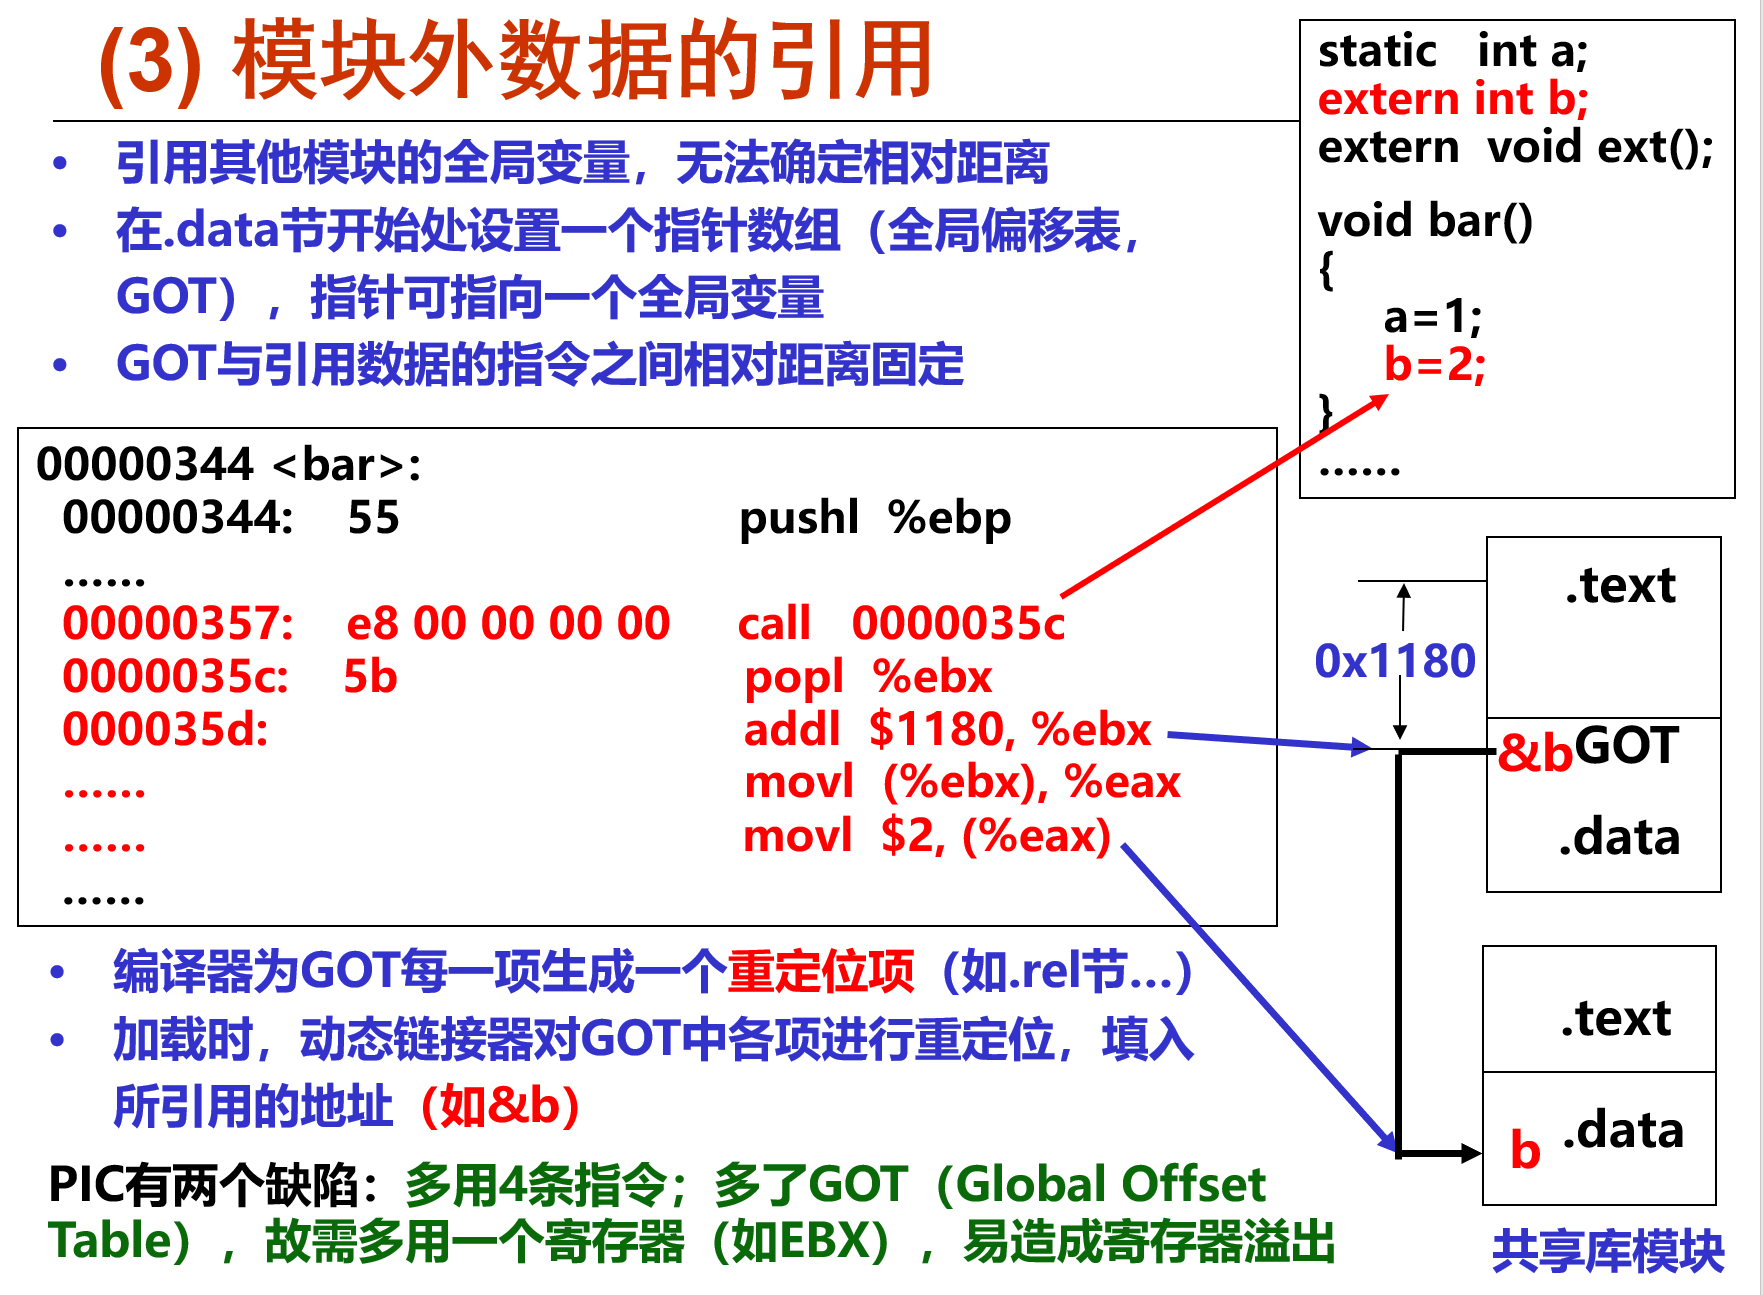 (3) 模块外数据的引用
• 引用其他模块的全局变量，无法确定相对距离
• 在.data节开始处设置一个指针数组（全局偏移表，
GOT），指针可指向一个全局变量
• GOT与引用数据的指令之间相对距离固定
static int a;
extern int b;
extern void ext();
void bar()
{
a=1;
b=2;
}
……
00000344 <bar>:
00000344: 55 pushl %ebp
……
00000357: e8 00 00 00 00 call 0000035c
0000035c: 5b popl %ebx
000035d: addl $1180, %ebx
…… movl (%ebx), %eax
…… movl $2, (%eax)
……
.text
0x1180
&bGOT
.data
.text
b .data
共享库模块
• 编译器为GOT每一项生成一个重定位项（如.rel节…）
• 加载时，动态链接器对GOT中各项进行重定位，填入
所引用的地址（如&b）
PIC有两个缺陷：多用4条指令；多了GOT（Global Offset
Table），故需多用一个寄存器（如EBX），易造成寄存器溢出